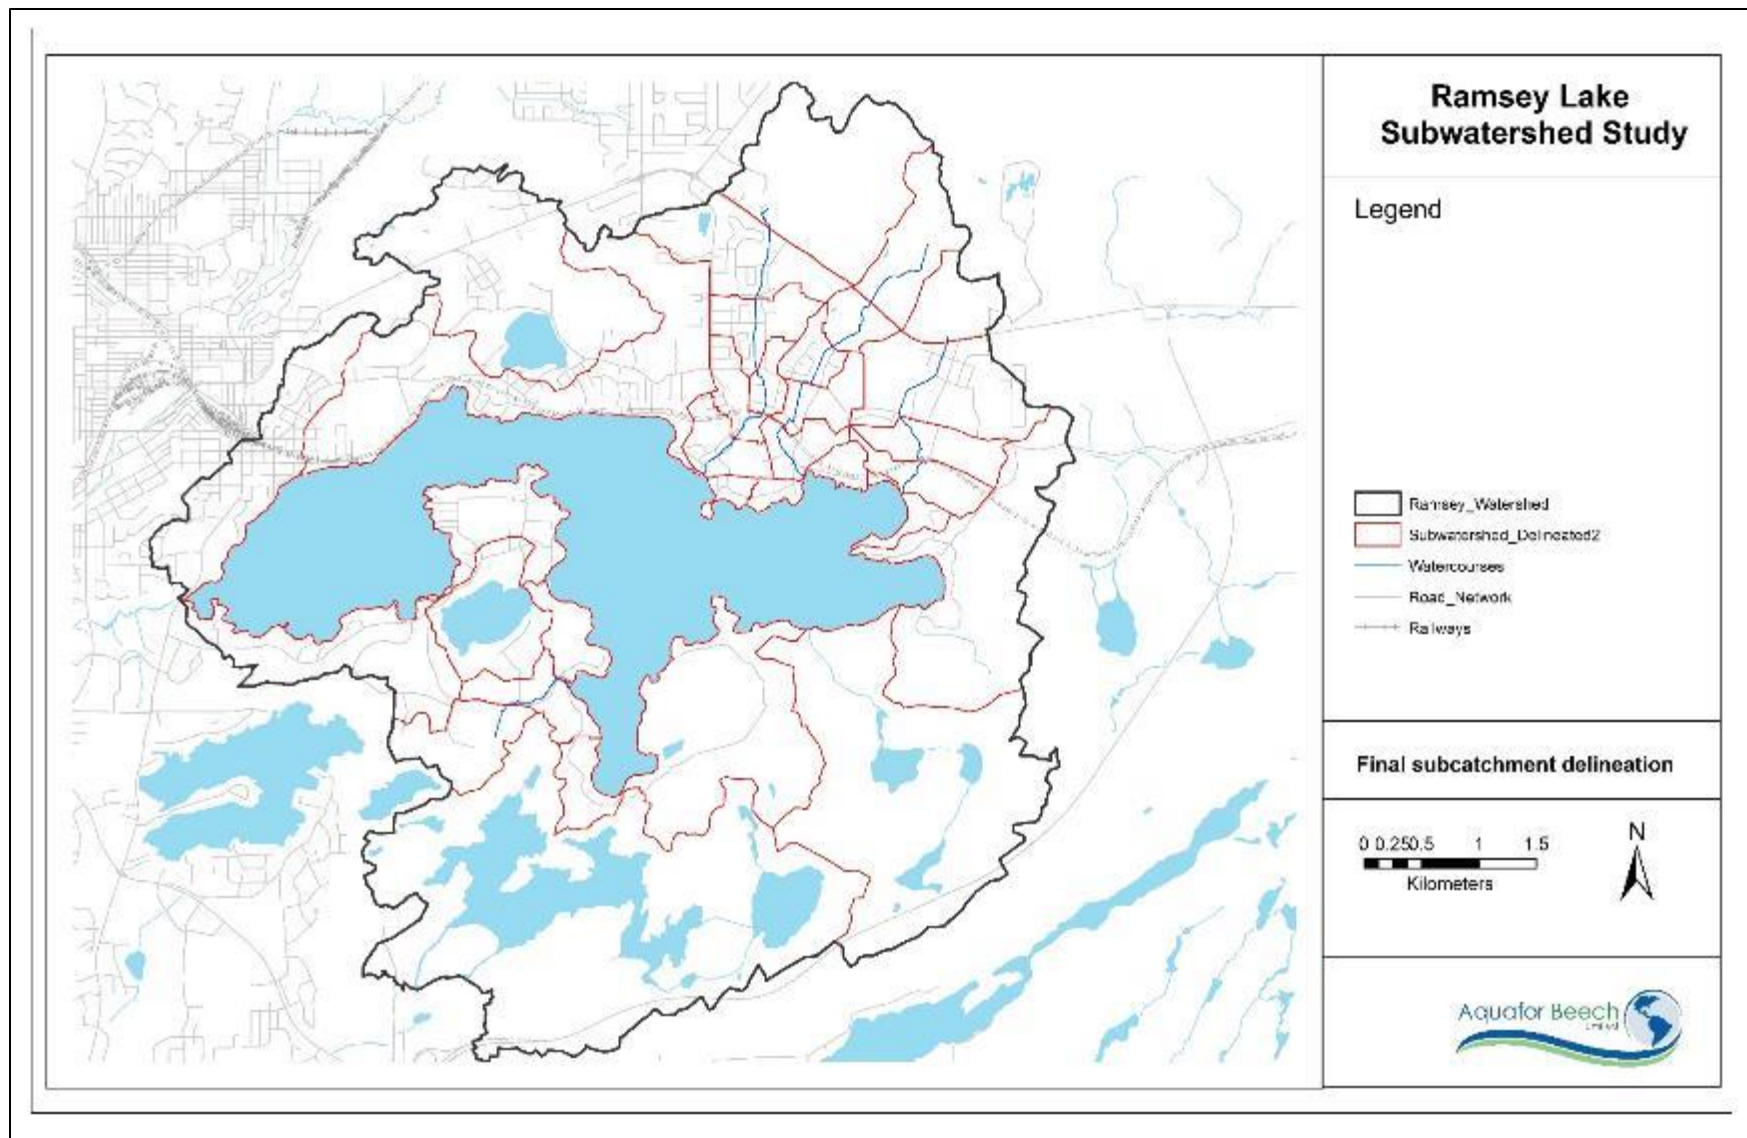 Ramsey Lake
Subwatershed Study
Legend
Ramsey_Watershed
Subwatershed_Delineated2
Watercourses
Road_Network
Railways
Final subcatchment delineation
0 0.250.5 1 1.5
Kilometers
N
Aquafor Beech
Limited